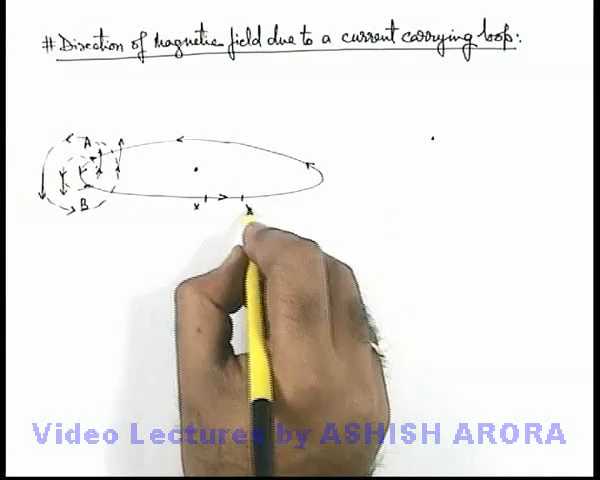 # Direction of magnetic field due to a current carrying loop:
A
B
x
Video Lectures by ASHISH ARORA